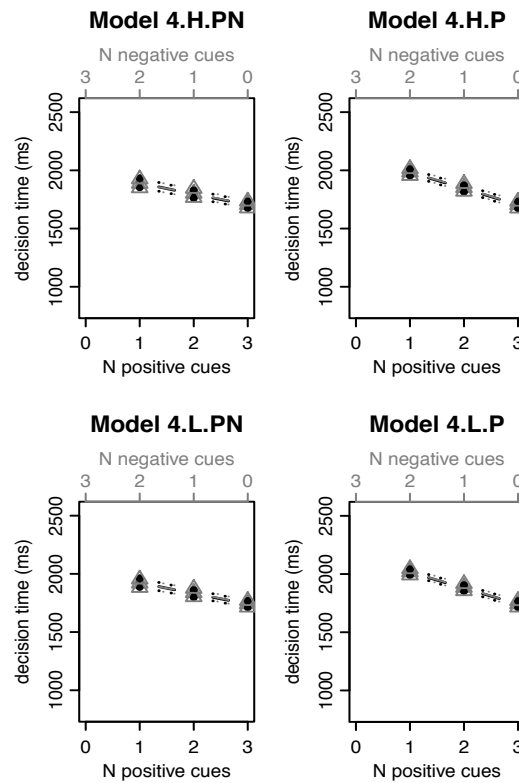 Model 4.H.PN
N negative cues
3 2 1 0
decision time (ms)
2500
2000
1500
1000
0 1 2 3
N positive cues
Model 4.H.P
N negative cues
3 2 1 0
decision time (ms)
2500
2000
1500
1000
0 1 2 3
N positive cues
Model 4.L.PN
N negative cues
3 2 1 0
decision time (ms)
2500
2000
1500
1000
0 1 2 3
N positive cues
Model 4.L.P
N negative cues
3 2 1 0
decision time (ms)
2500
2000
1500
1000
0 1 2 3
N positive cues